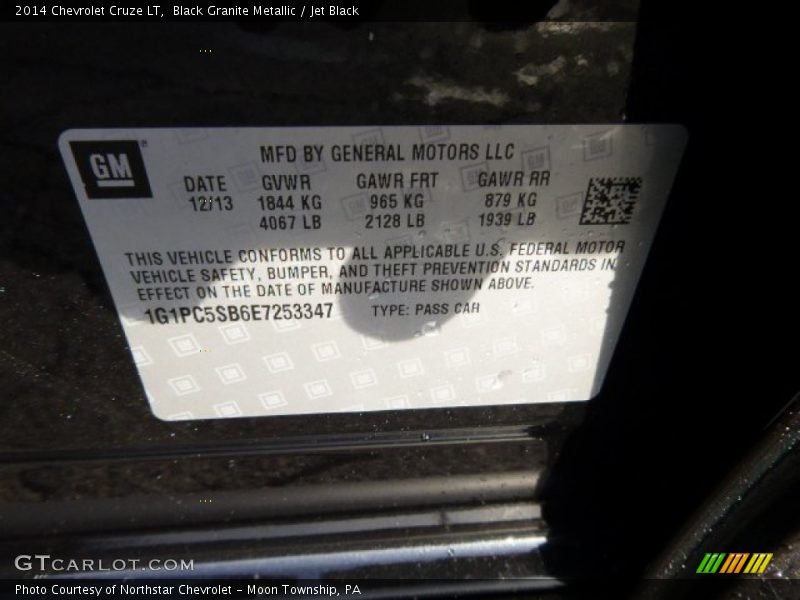 2014 Chevrolet Cruze LT,  Black Granite Metallic / Jet Black
GM
MFD BY GENERAL MOTORS LLC
DATE GVWR GAWR FRT GAWR RR
12/13 1844 KG 965 KG 879 KG
4067 LB 2128 LB 1939 LB
THIS VEHICLE CONFORMS TO ALL APPLICABLE U.S. FEDERAL MOTOR
VEHICLE SAFETY, BUMPER, AND THEFT PREVENTION STANDARDS IN
EFFECT ON THE DATE OF MANUFACTURE SHOWN ABOVE.
1G1PC5SB6E7253347 TYPE: PASS CAR
GTCARLOT.COM
Photo Courtesy of Northstar Chevrolet - Moon Township, PA